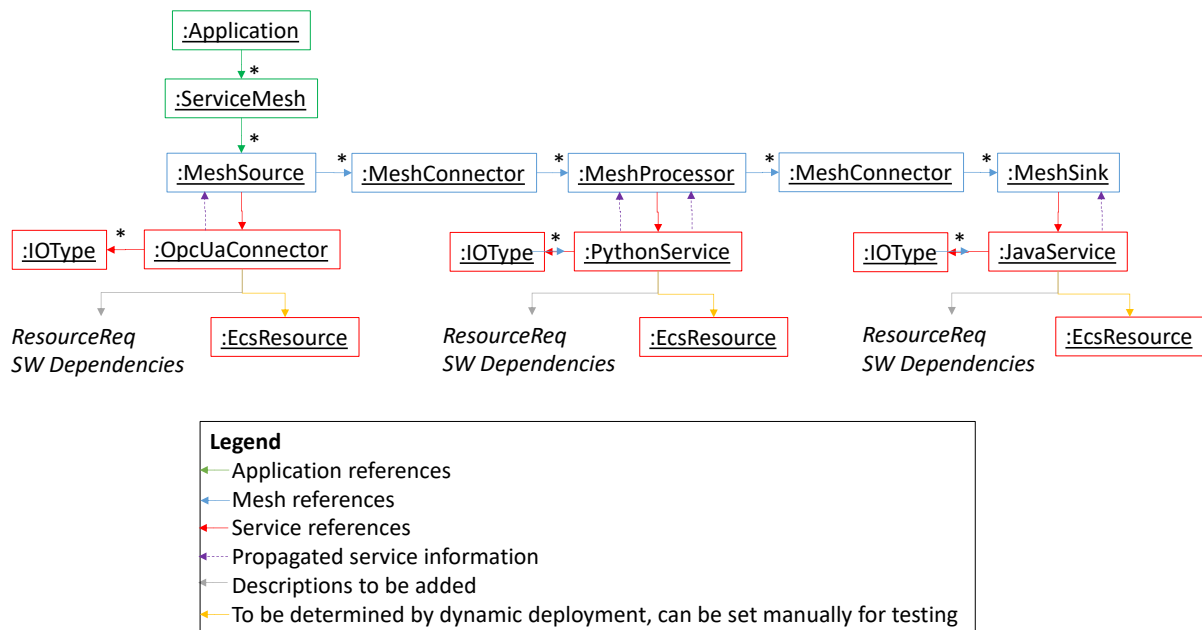 :Application
*
:ServiceMesh
*
:MeshSource
*
:MeshConnector
*
:MeshProcessor
*
:MeshConnector
*
:MeshSink
:IOType
*
:OpcUaConnector
:IOType
*
:PythonService
:IOType
*
:JavaService
ResourceReq
SW Dependencies
:EcsResource
ResourceReq
SW Dependencies
:EcsResource
ResourceReq
SW Dependencies
:EcsResource
Legend
Application references
Mesh references
Service references
Propagated service information
Descriptions to be added
To be determined by dynamic deployment, can be set manually for testing